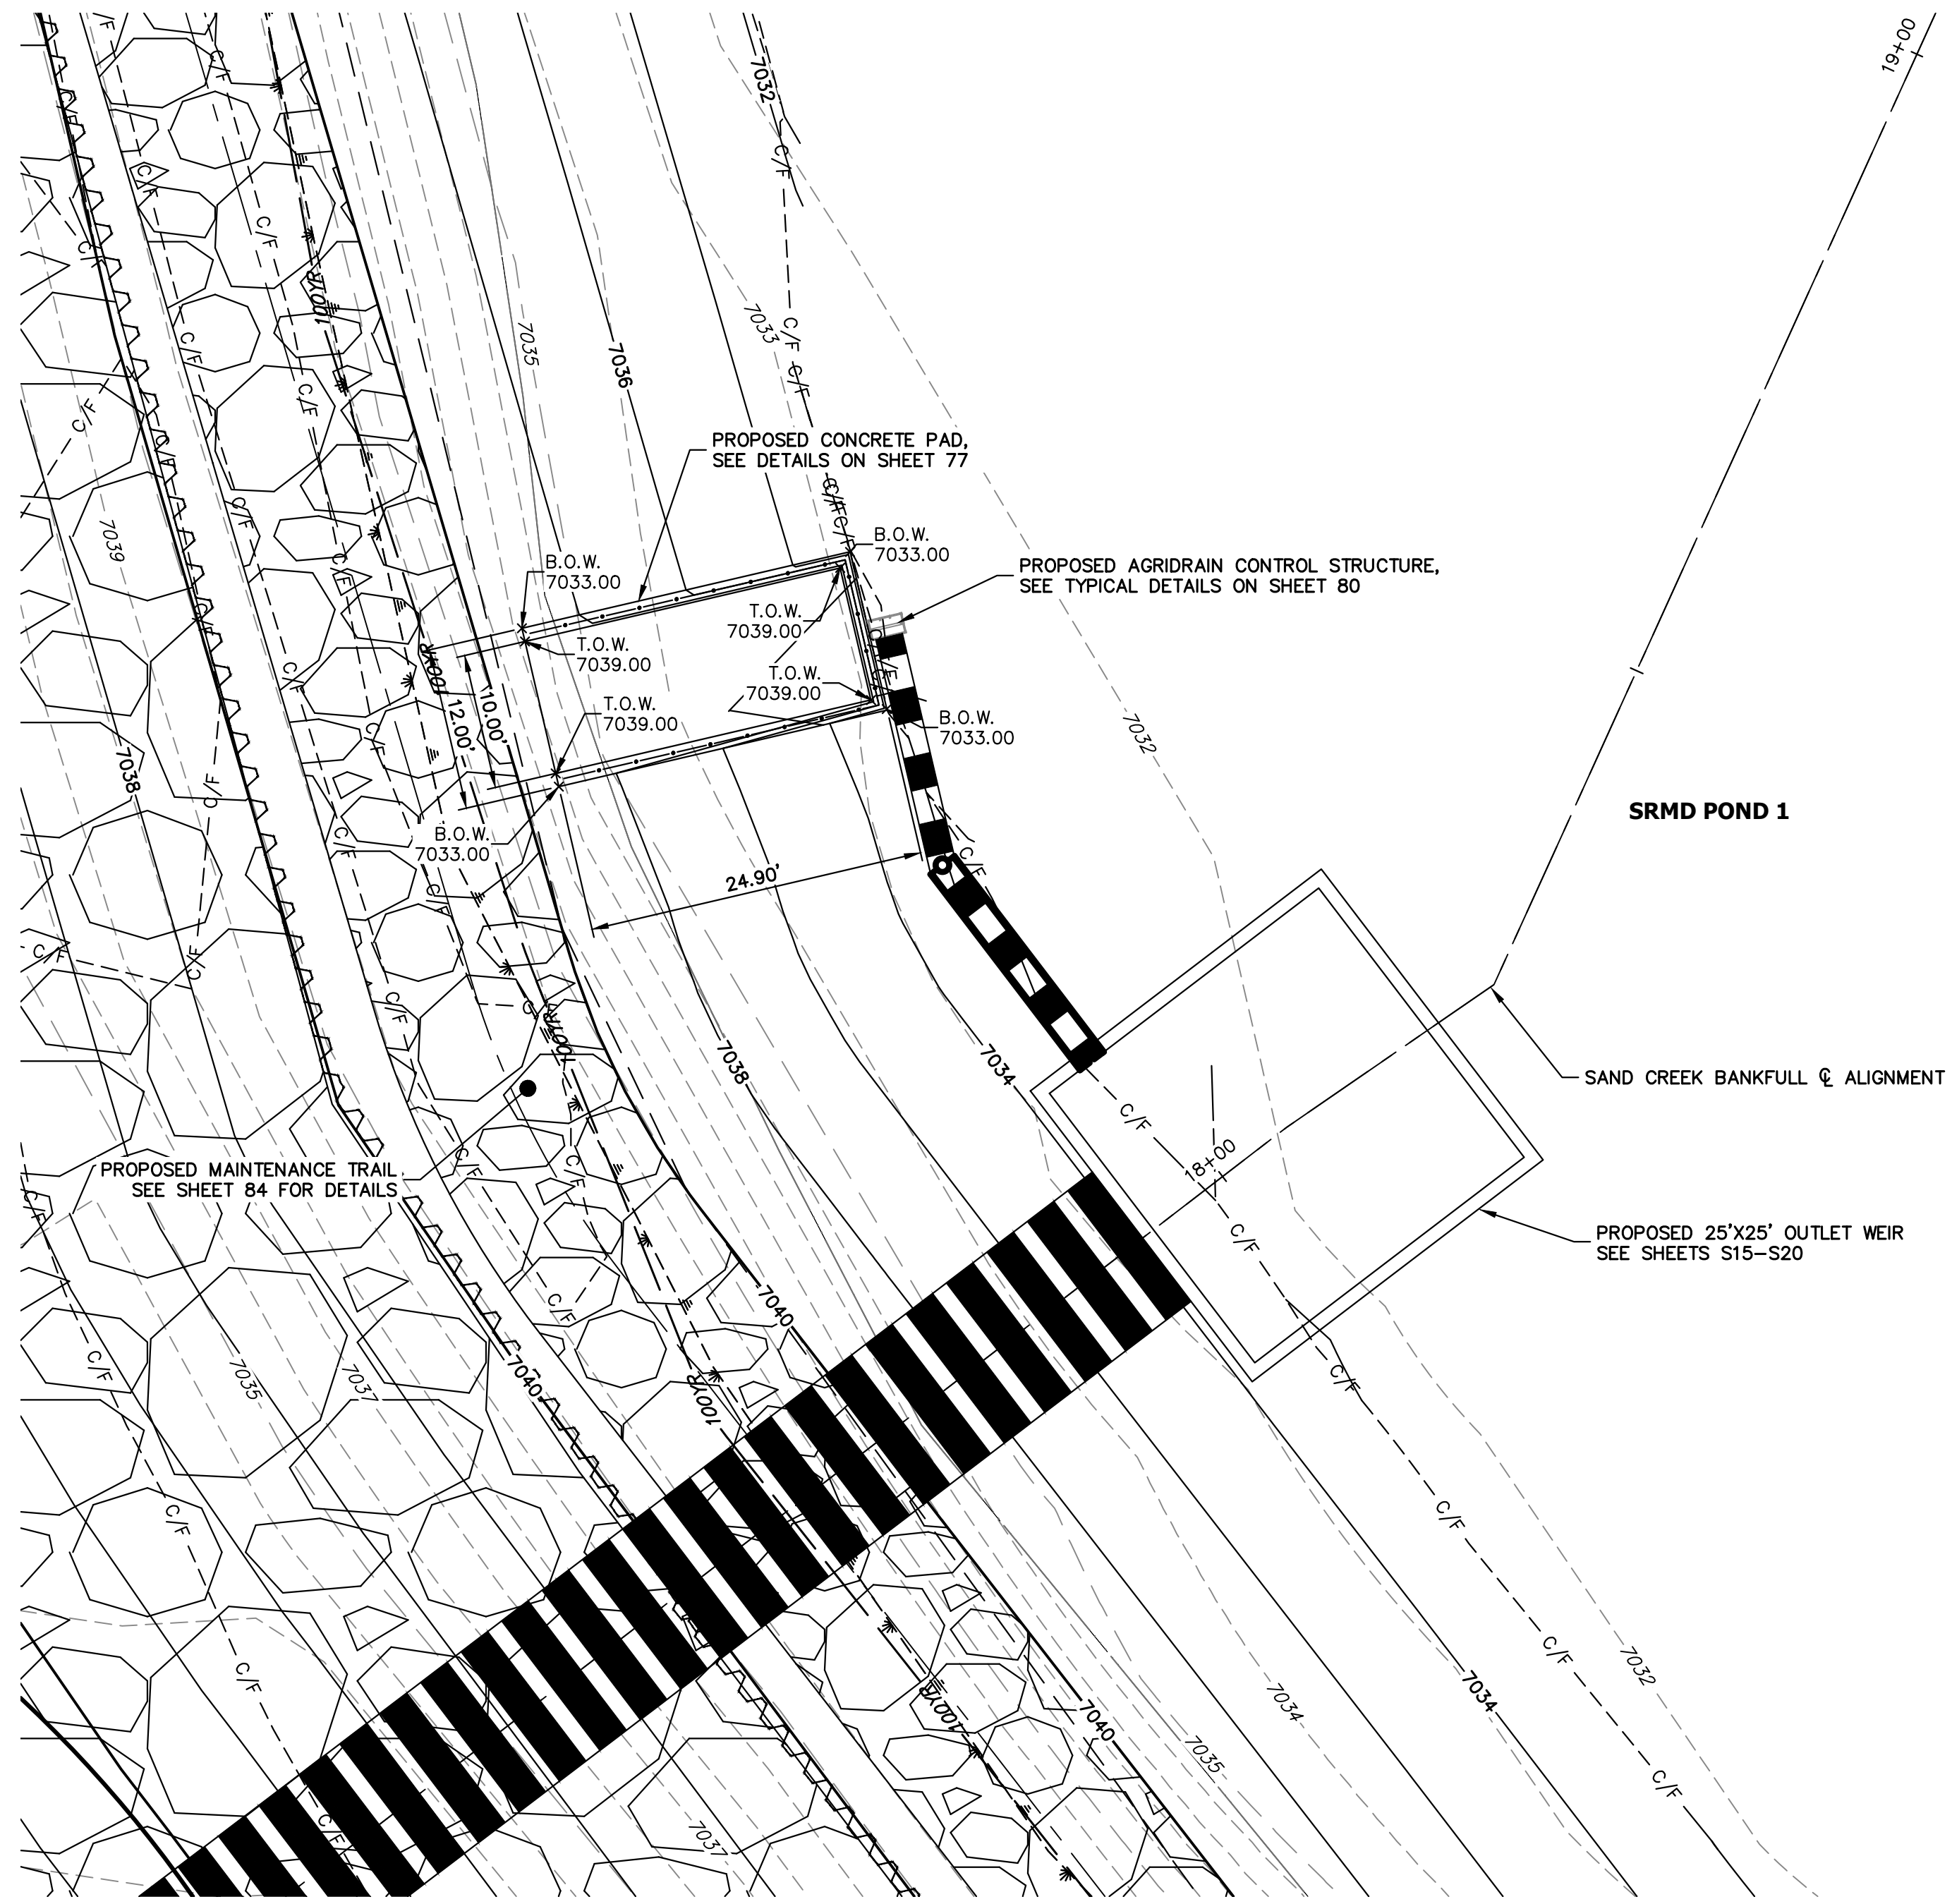 19+00
7032
C/F
C/F
C/F
C/F
C/F
C/F
C/F
C/F
100YR
7033
C/F
C/F
7035
7036
C/F
C/F
C/F
C/F
PROPOSED CONCRETE PAD,
SEE DETAILS ON SHEET 77
7039
C/F
C/F
B.O.W.
7033.00
B.O.W.
7033.00
PROPOSED AGRIDRAIN CONTROL STRUCTURE,
SEE TYPICAL DETAILS ON SHEET 80
T.O.W.
7039.00
T.O.W.
7039.00
100YR
T.O.W.
7039.00
T.O.W.
7039.00
10.00'
12.00'
B.O.W.
7033.00
7032
7038
C/F
C/F
SRMD POND 1
B.O.W.
7033.00
C/F
C/F
24.90'
C/F
C/F
C/F
100YR
7038
7034
SAND CREEK BANKFULL ℄ ALIGNMENT
C/F
18+00
PROPOSED MAINTENANCE TRAIL
SEE SHEET 84 FOR DETAILS
C/F
C/F
C/F
C/F
PROPOSED 25'X25' OUTLET WEIR
SEE SHEETS S15-S20
7040
C/F
C/F
7035
7037
7040
100YR
C/F
C/F
C/F
C/F
C/F
7032
7034
7034
100YR
7040
7035
C/F
C/F
7037